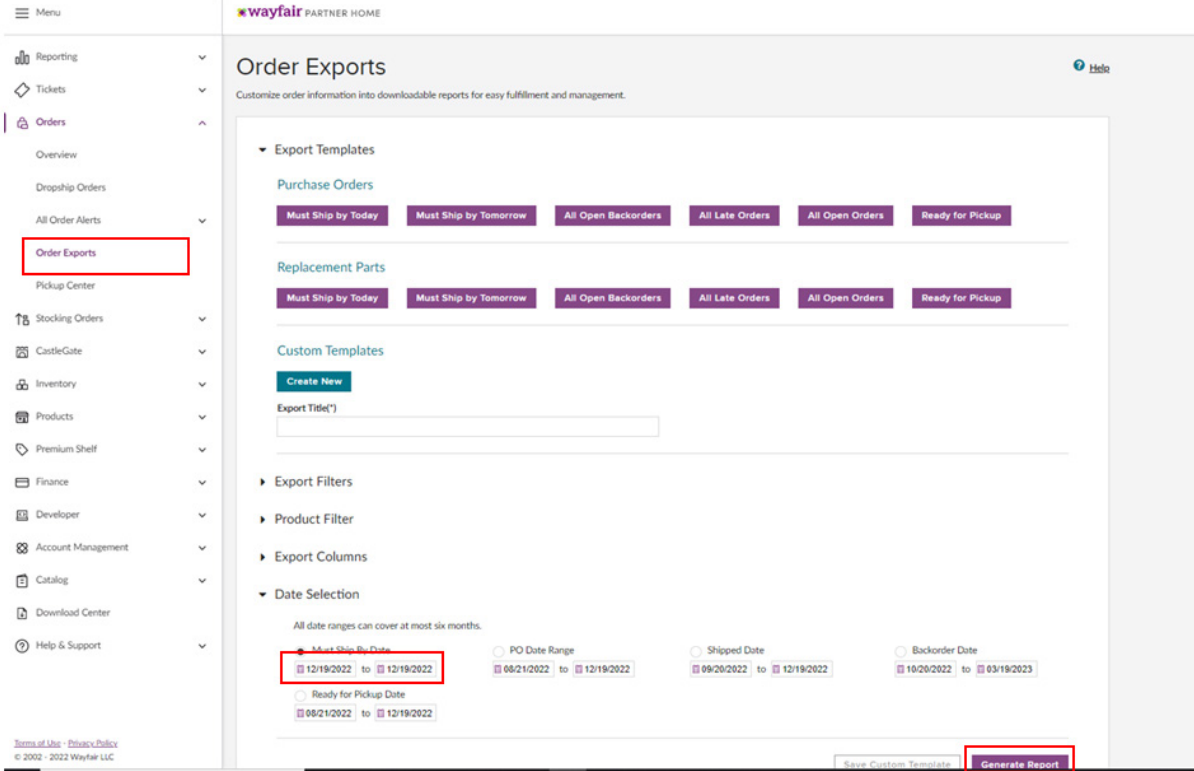 Menu
wayfair PARTNER HOME
Reporting
Tickets
Orders
Overview
Dropship Orders
All Order Alerts
Order Exports
Pickup Center
Stocking Orders
CastleGate
Inventory
Products
Premium Shelf
Finance
Developer
Account Management
Catalog
Download Center
Help & Support
Terms of Use - Privacy Policy
© 2002 - 2022 Wayfair LLC
Order Exports
Help
Customize order information into downloadable reports for easy fulfillment and management.
Export Templates
Purchase Orders
Must Ship by Today Must Ship by Tomorrow All Open Backorders All Late Orders All Open Orders Ready for Pickup
Replacement Parts
Must Ship by Today Must Ship by Tomorrow All Open Backorders All Late Orders All Open Orders Ready for Pickup
Custom Templates
Create New
Export Title(*)
Export Filters
Product Filter
Export Columns
Date Selection
All date ranges can cover at most six months.
Must Ship By Date PO Date Range Shipped Date Backorder Date
12/19/2022 to 12/19/2022 08/21/2022 to 12/19/2022 09/20/2022 to 12/19/2022 10/20/2022 to 03/19/2023
Ready for Pickup Date
08/21/2022 to 12/19/2022
Save Custom Template Generate Report